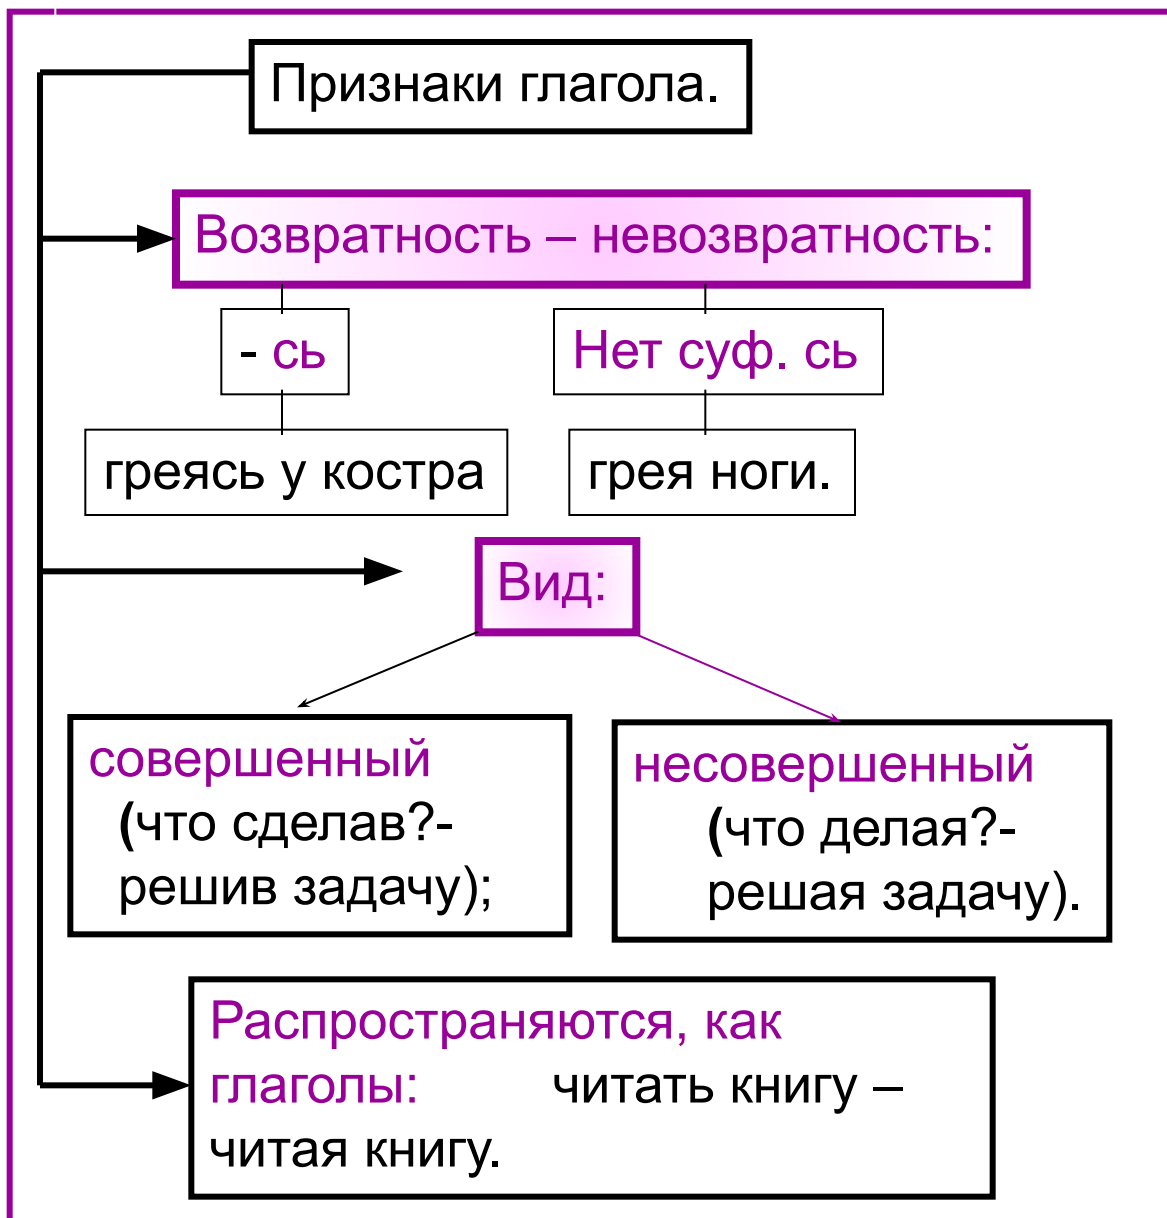 Признаки глагола.
Возвратность – невозвратность:
- сь
Нет суф. сь
греясь у костра
грея ноги.
Вид:
совершенный
(что сделав?-
решив задачу);
несовершенный
(что делая?-
решая задачу).
Распространяются, как
глаголы: читать книгу –
читая книгу.